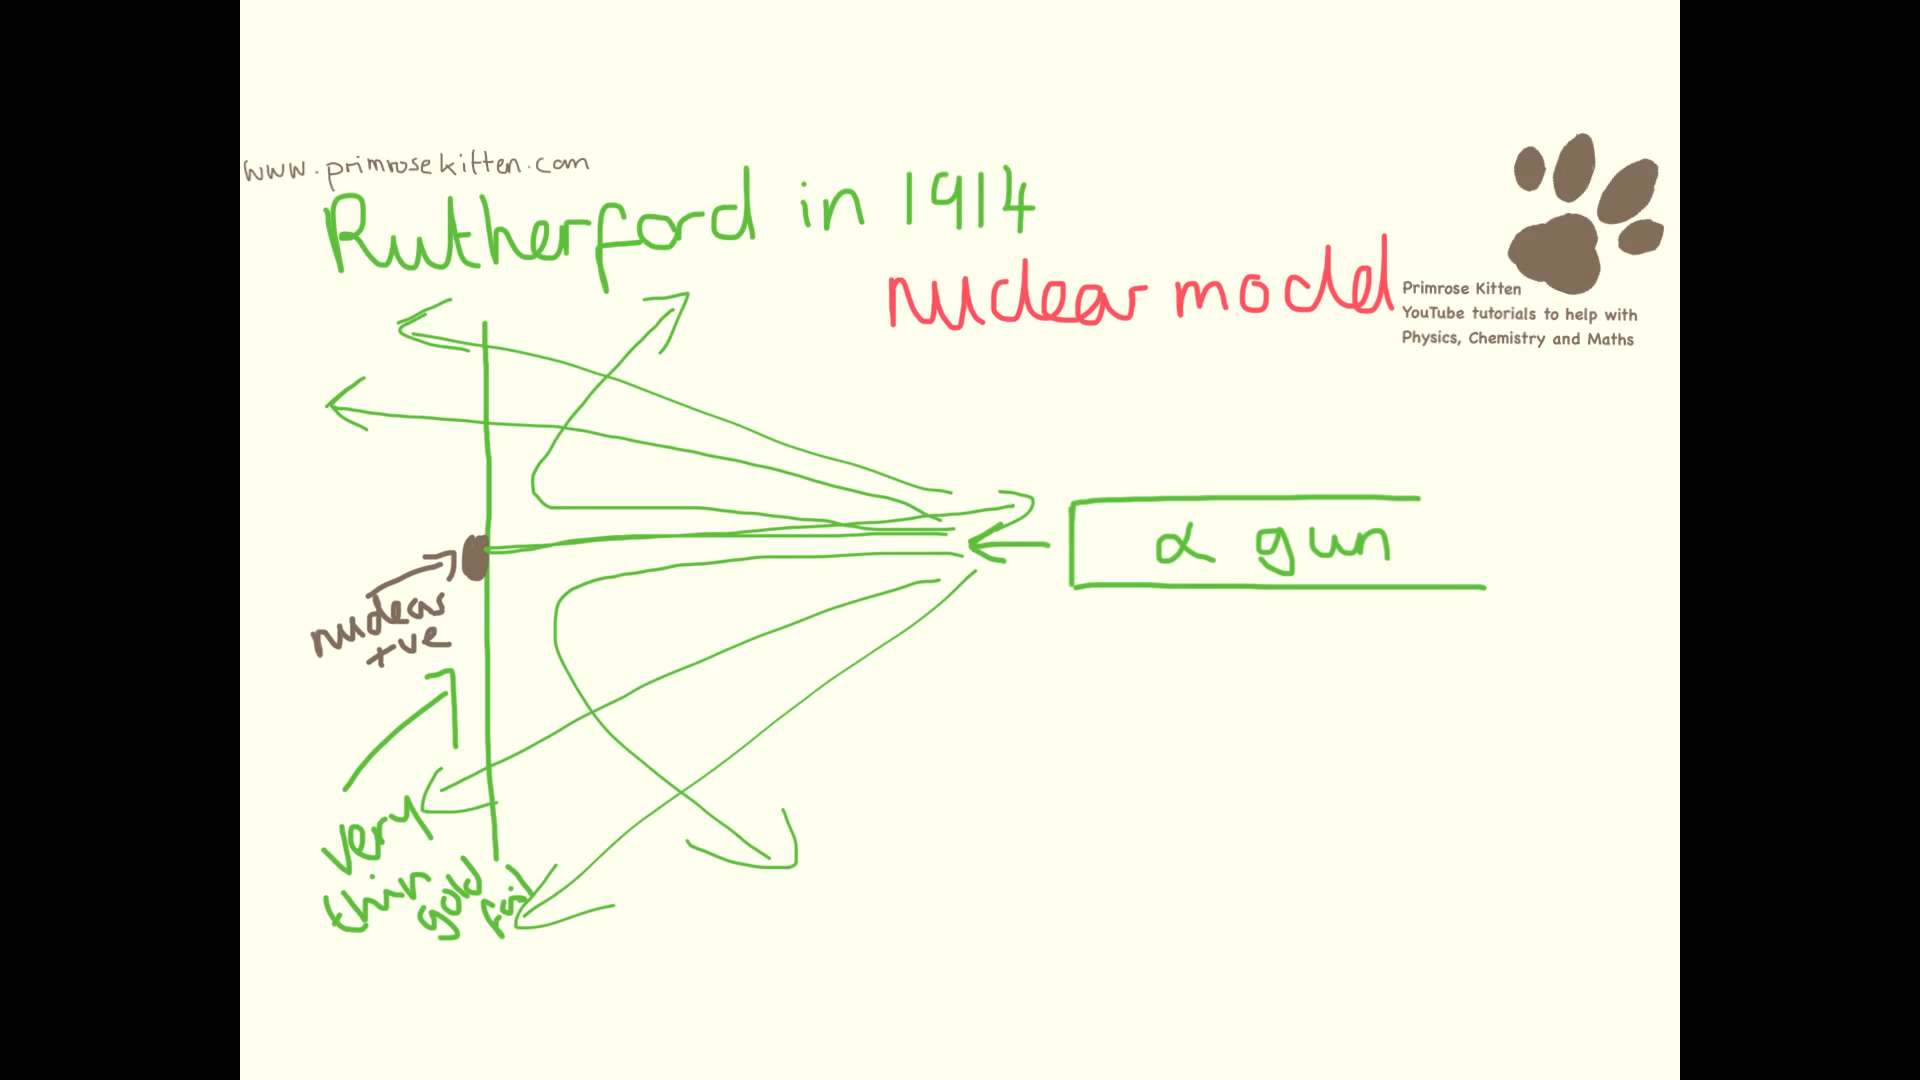 www.primrosekitten.com
Rutherford in 1914
nuclear model
Primrose Kitten
YouTube tutorials to help with
Physics, Chemistry and Maths
α gun
nucleus
+ve
very
thin
gold
foil